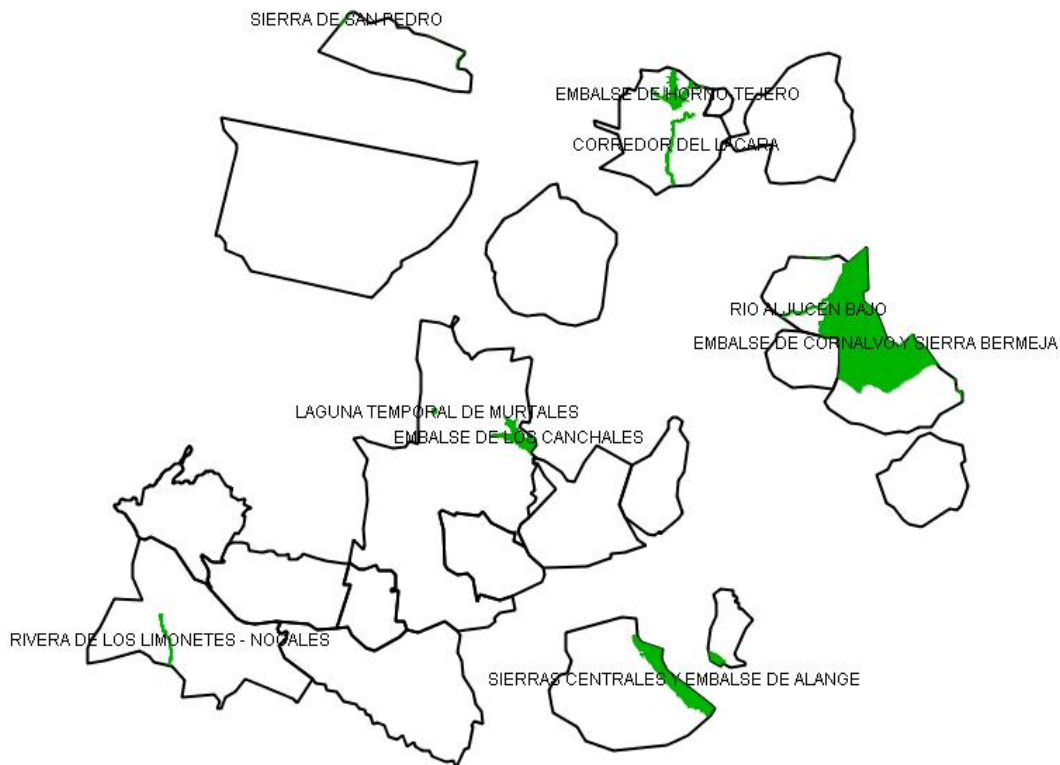 SIERRA DE SAN PEDRO
EMBALSE DE HORNO TEJERO
CORREDOR DEL LACARA
RIO ALJUCEN BAJO
EMBALSE DE CORNALVO Y SIERRA BERMEJA
LAGUNA TEMPORAL DE MURTALES
EMBALSE DE LOS CANCHALES
RIVERA DE LOS LIMONETES - NOGALES
SIERRAS CENTRALES Y EMBALSE DE ALANGE